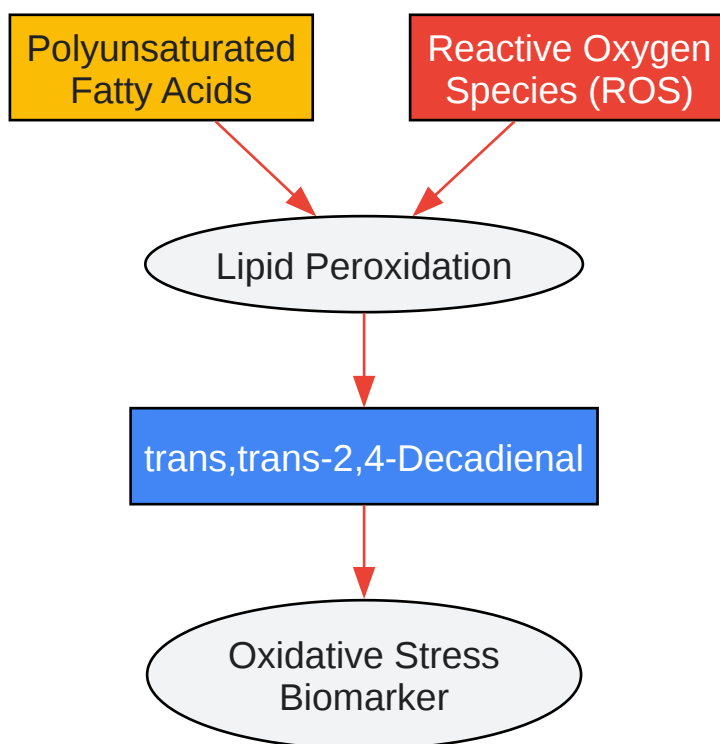 Polyunsaturated
Fatty Acids
Reactive Oxygen
Species (ROS)
Lipid Peroxidation
trans,trans-2,4-Decadienal
Oxidative Stress
Biomarker